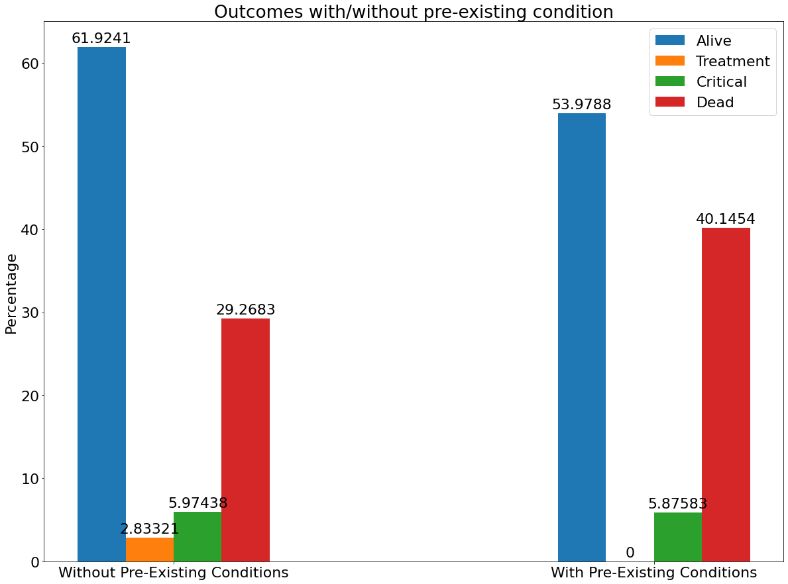 Outcomes with/without pre-existing condition
Alive
Treatment
Critical
Dead
Percentage
60
50
40
30
20
10
0
61.9241
2.83321
5.97438
29.2683
53.9788
0
5.87583
40.1454
Without Pre-Existing Conditions
With Pre-Existing Conditions